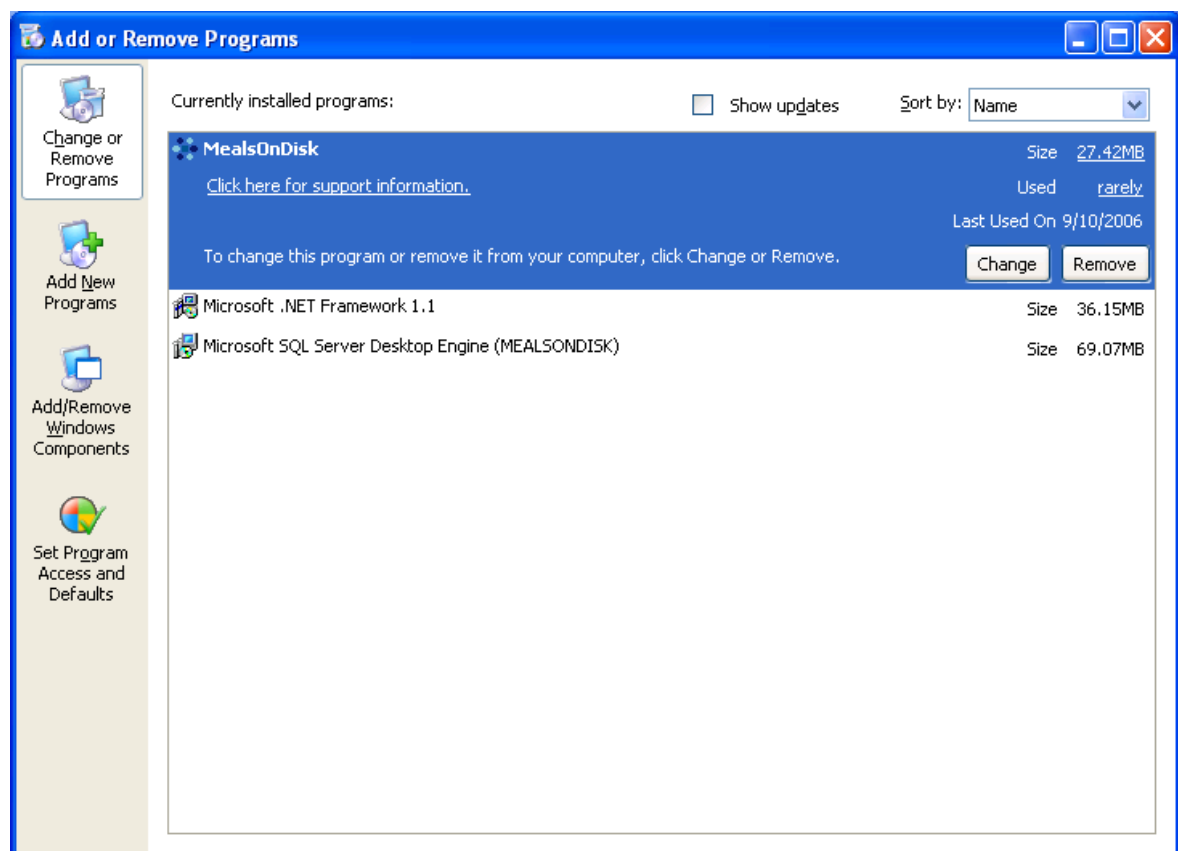 Add or Remove Programs
Change or
Remove
Programs
Add New
Programs
Add/Remove
Windows
Components
Set Program
Access and
Defaults
Currently installed programs:
Show updates
Sort by: Name
MealsOnDisk
Size 27.42MB
Click here for support information.
Used rarely
Last Used On 9/10/2006
To change this program or remove it from your computer, click Change or Remove.
Change Remove
Microsoft .NET Framework 1.1
Size 36.15MB
Microsoft SQL Server Desktop Engine (MEALSONDISK)
Size 69.07MB